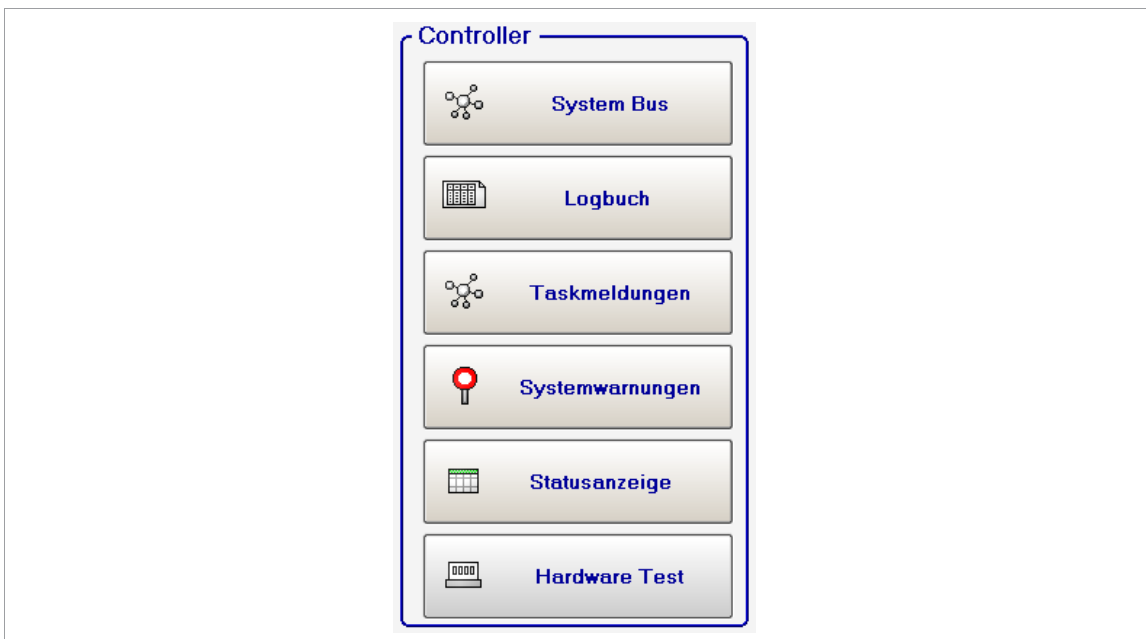 Controller
System Bus
Logbuch
Taskmeldungen
Systemwarnungen
Statusanzeige
Hardware Test